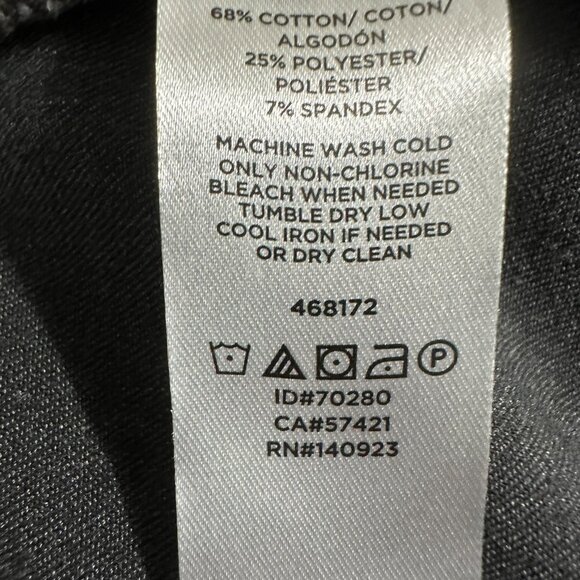 68% COTTON/ COTON/
ALGODÓN
25% POLYESTER/
POLIÉSTER
7% SPANDEX
MACHINE WASH COLD
ONLY NON-CHLORINE
BLEACH WHEN NEEDED
TUMBLE DRY LOW
COOL IRON IF NEEDED
OR DRY CLEAN
468172
P
ID#70280
CA#57421
RN#140923